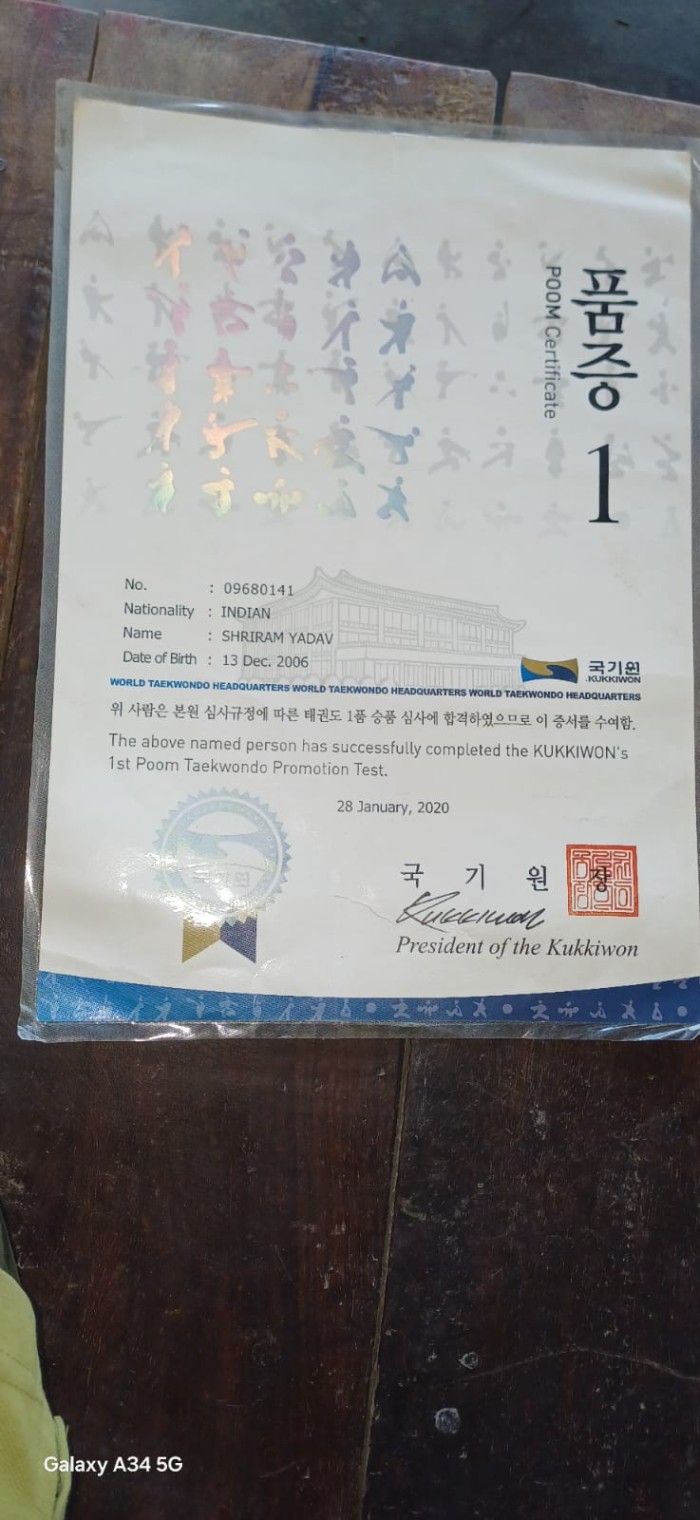 품증
POOM Certificate
1
No. : 09680141
Nationality : INDIAN
Name : SHRIRAM YADAV
Date of Birth : 13 Dec. 2006
국기원
KUKKIWON
WORLD TAEKWONDO HEADQUARTERS WORLD TAEKWONDO HEADQUARTERS WORLD TAEKWONDO HEADQUARTERS
위 사람은 본원 심사규정에 따른 태권도 1품 승품 심사에 합격하였으므로 이 증서를 수여함.
The above named person has successfully completed the KUKKIWON's
1st Poom Taekwondo Promotion Test.
28 January, 2020
국기원
국 기 원 장
Kukkiwon
President of the Kukkiwon
Galaxy A34 5G